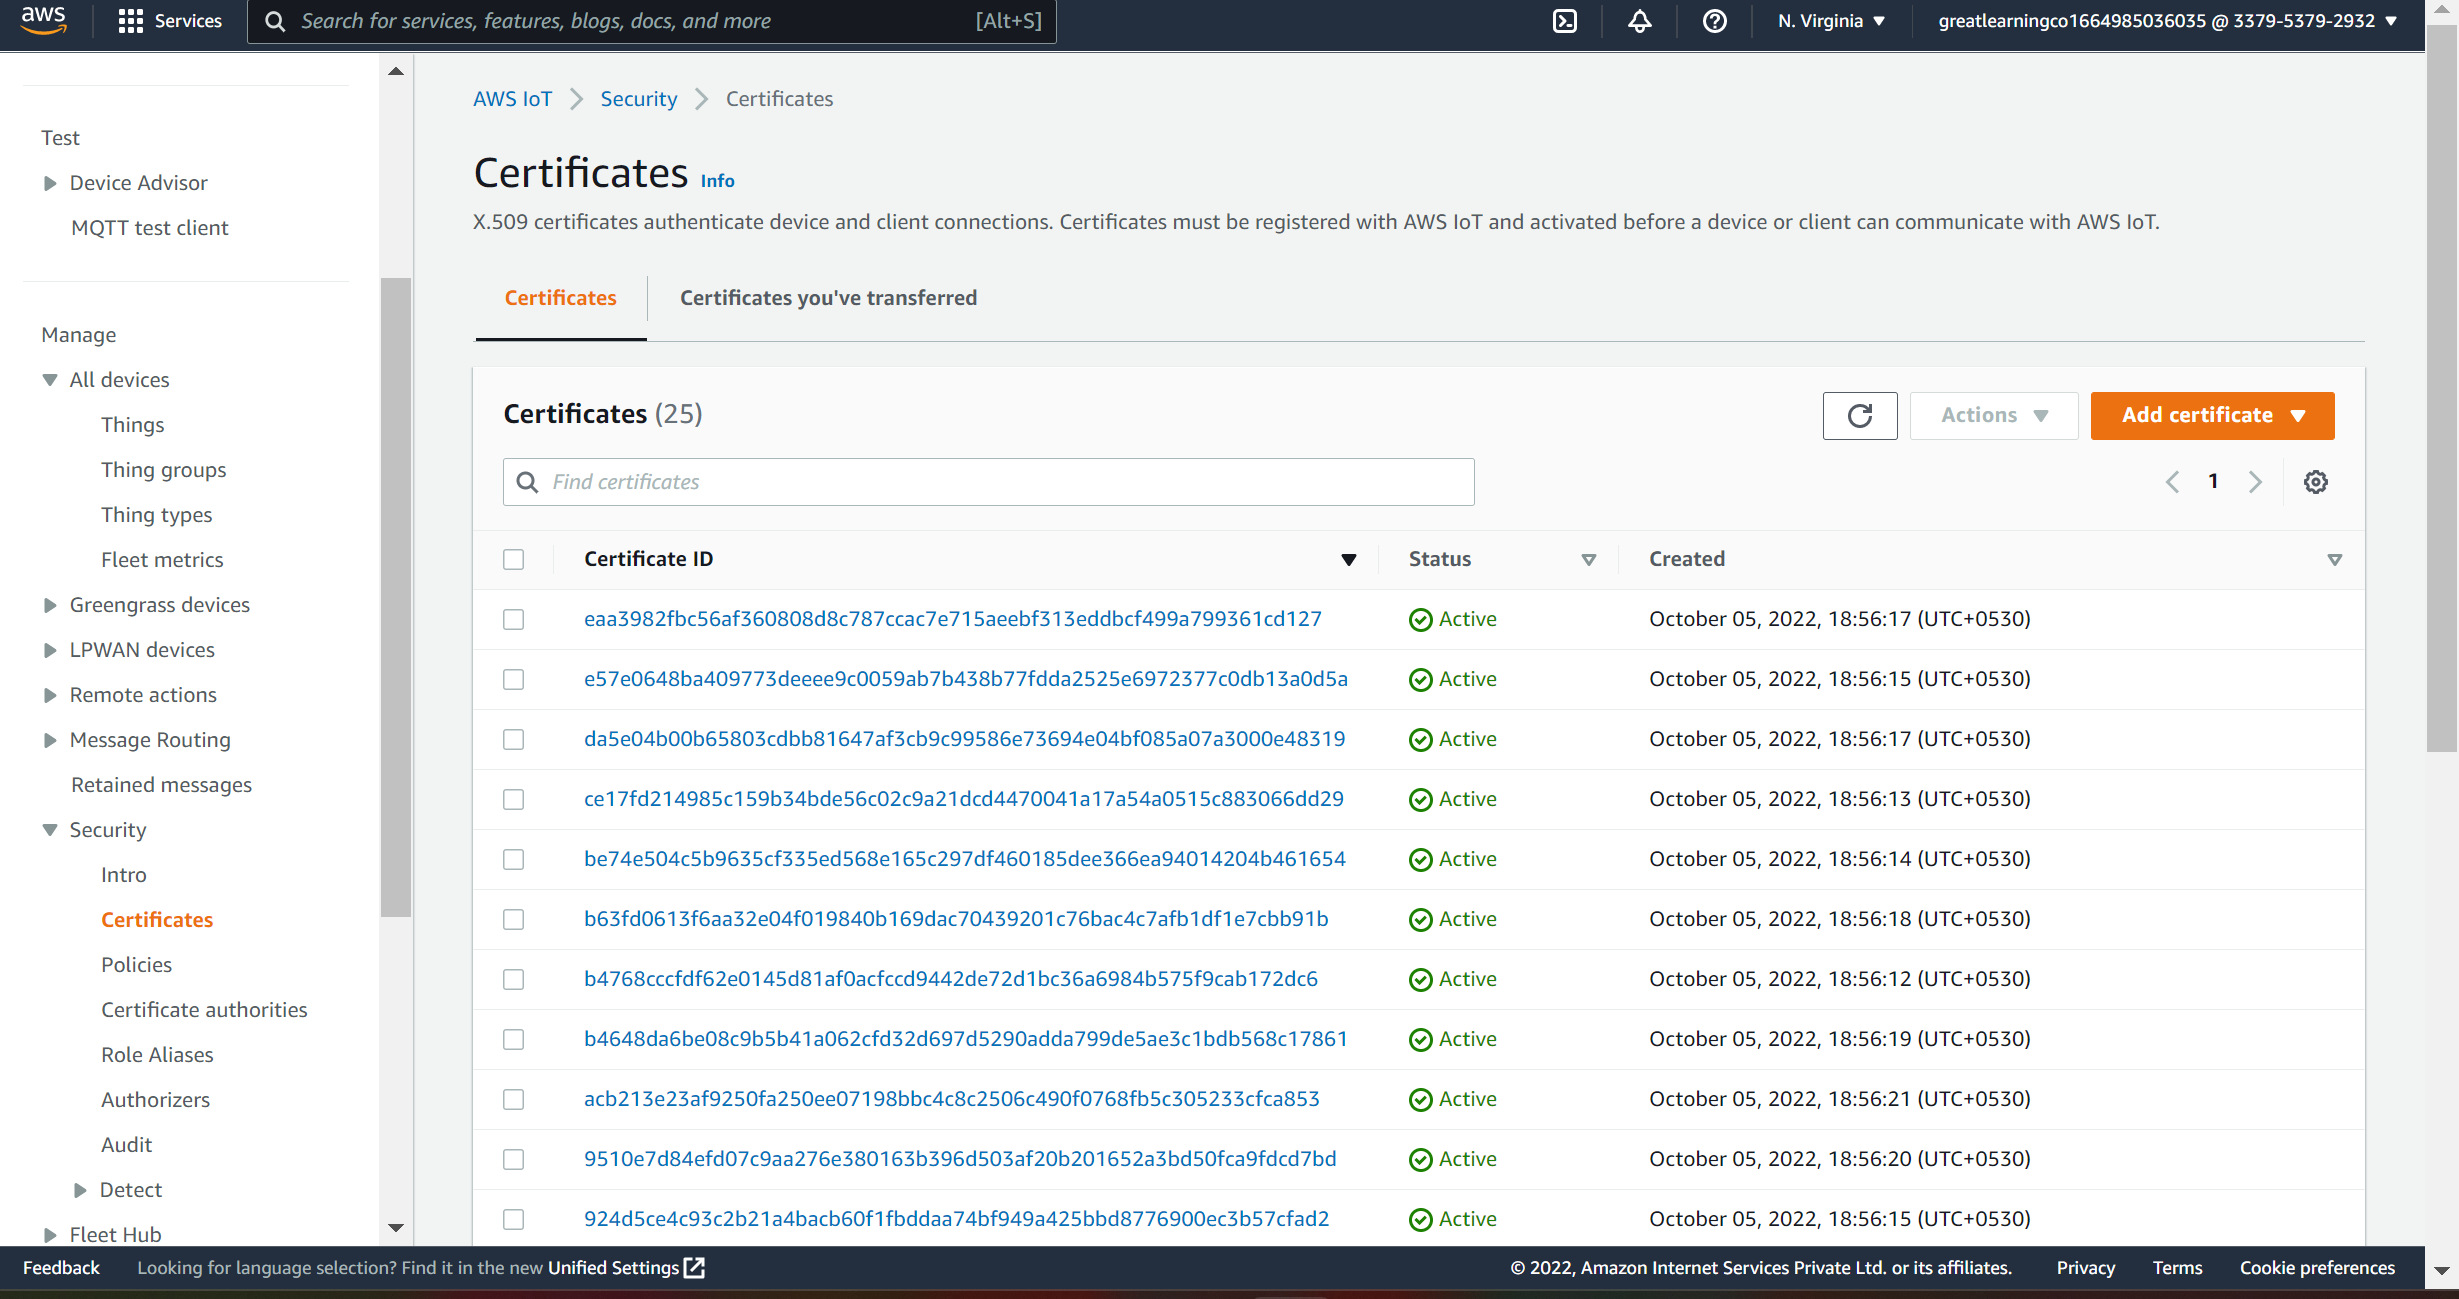 aws
Services
Search for services, features, blogs, docs, and more
[Alt+S]
N. Virginia
greatlearningco1664985036035 @ 3379-5379-2932
Test
Device Advisor
MQTT test client
Manage
All devices
Things
Thing groups
Thing types
Fleet metrics
Greengrass devices
LPWAN devices
Remote actions
Message Routing
Retained messages
Security
Intro
Certificates
Policies
Certificate authorities
Role Aliases
Authorizers
Audit
Detect
Fleet Hub
AWS IoT > Security > Certificates
Certificates Info
X.509 certificates authenticate device and client connections. Certificates must be registered with AWS IoT and activated before a device or client can communicate with AWS IoT.
Certificates
Certificates you've transferred
Certificates (25)
Actions
Add certificate
Find certificates
1
Certificate ID Status Created
eaa3982fbc56af360808d8c787ccac7e715aeebf313eddbcf499a799361cd127 Active October 05, 2022, 18:56:17 (UTC+0530)
e57e0648ba409773deeee9c0059ab7b438b77fdda2525e6972377c0db13a0d5a Active October 05, 2022, 18:56:15 (UTC+0530)
da5e04b00b65803cdbb81647af3cb9c99586e73694e04bf085a07a3000e48319 Active October 05, 2022, 18:56:17 (UTC+0530)
ce17fd214985c159b34bde56c02c9a21dcd4470041a17a54a0515c883066dd29 Active October 05, 2022, 18:56:13 (UTC+0530)
be74e504c5b9635cf335ed568e165c297df460185dee366ea94014204b461654 Active October 05, 2022, 18:56:14 (UTC+0530)
b63fd0613f6aa32e04f019840b169dac70439201c76bac4c7afb1df1e7cbb91b Active October 05, 2022, 18:56:18 (UTC+0530)
b4768cccfdf62e0145d81af0acfccd9442de72d1bc36a6984b575f9cab172dc6 Active October 05, 2022, 18:56:12 (UTC+0530)
b4648da6be08c9b5b41a062cfd32d697d5290adda799de5ae3c1bdb568c17861 Active October 05, 2022, 18:56:19 (UTC+0530)
acb213e23af9250fa250ee07198bbc4c8c2506c490f0768fb5c305233cfca853 Active October 05, 2022, 18:56:21 (UTC+0530)
9510e7d84efd07c9aa276e380163b396d503af20b201652a3bd50fca9fdcd7bd Active October 05, 2022, 18:56:20 (UTC+0530)
924d5ce4c93c2b21a4bacb60f1fbddaa74bf949a425bbd8776900ec3b57cfad2 Active October 05, 2022, 18:56:15 (UTC+0530)
Feedback
Looking for language selection? Find it in the new Unified Settings
© 2022, Amazon Internet Services Private Ltd. or its affiliates.
Privacy
Terms
Cookie preferences